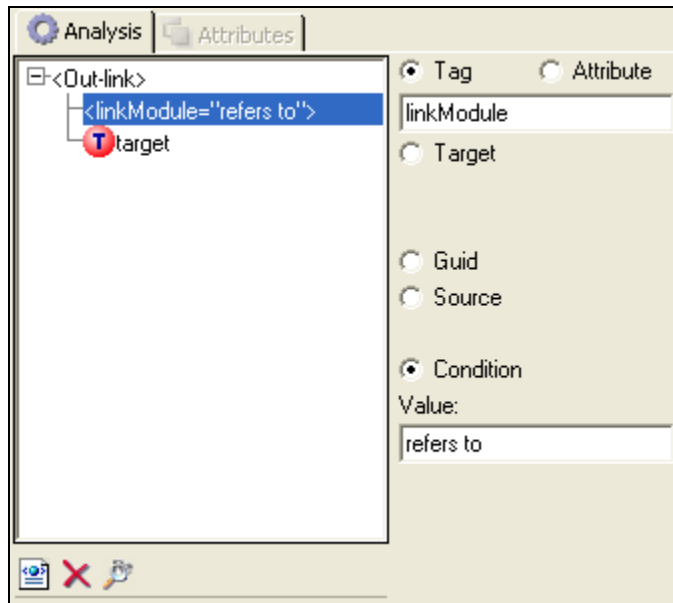 Analysis Attributes
<Out-link>
<linkModule="refers to">
T target
Tag Attribute
linkModule
Target
Guid
Source
Condition
Value:
refers to